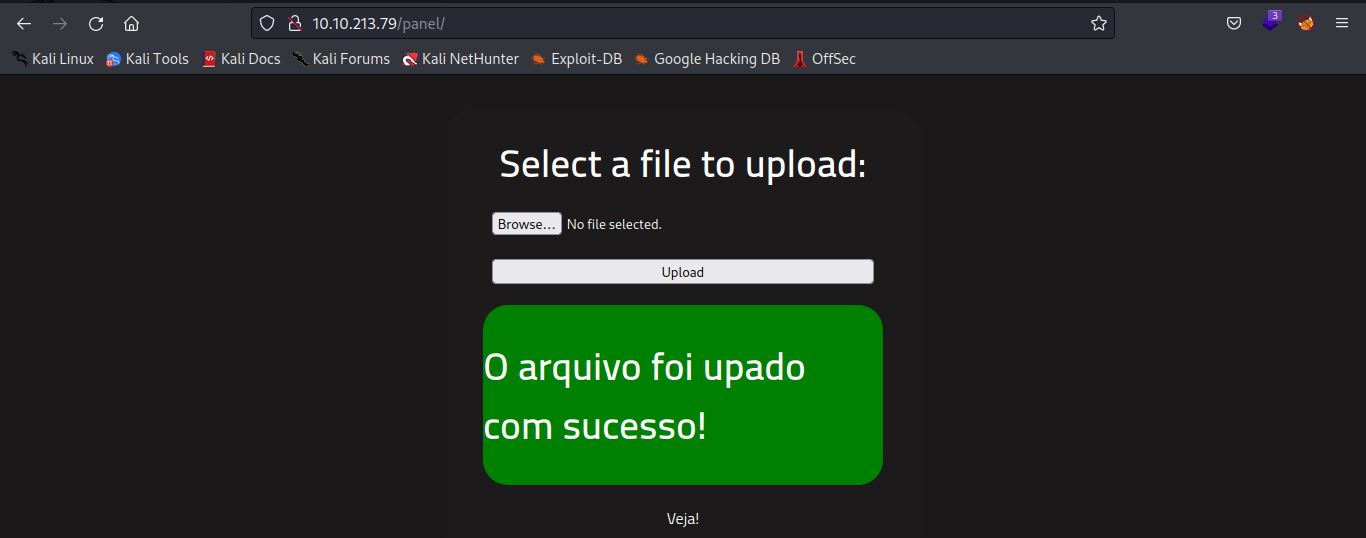 10.10.213.79/panel/
3
Kali Linux Kali Tools Kali Docs Kali Forums Kali NetHunter Exploit-DB Google Hacking DB OffSec
Select a file to upload:
Browse... No file selected.
Upload
O arquivo foi upado
com sucesso!
Veja!